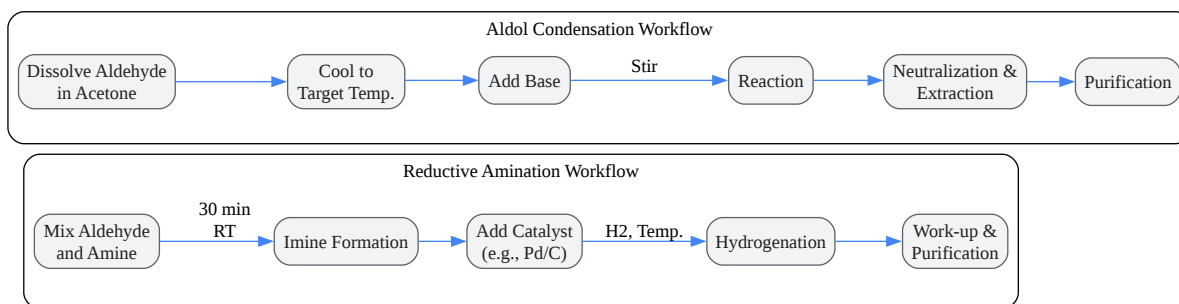 Aldol Condensation Workflow
Dissolve Aldehyde
in Acetone
Cool to
Target Temp.
Add Base
Stir
Reaction
Neutralization &
Extraction
Purification
Reductive Amination Workflow
Mix Aldehyde
and Amine
30 min
RT
Imine Formation
Add Catalyst
(e.g., Pd/C)
H2, Temp.
Hydrogenation
Work-up &
Purification